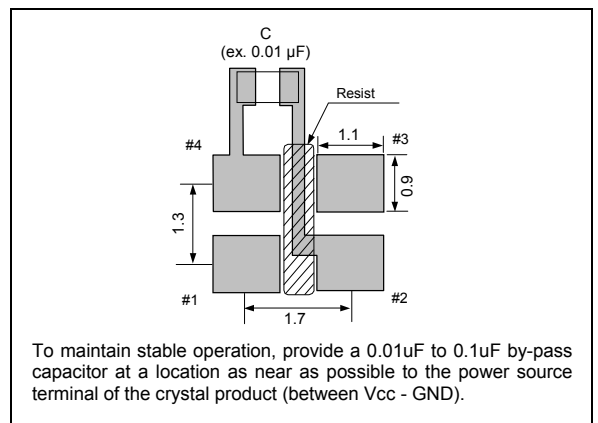 C
(ex. 0.01 µF)
Resist
#4
1.1
#3
0.9
1.3
#1
#2
1.7
To maintain stable operation, provide a 0.01uF to 0.1uF by-pass
capacitor at a location as near as possible to the power source
terminal of the crystal product (between Vcc - GND).